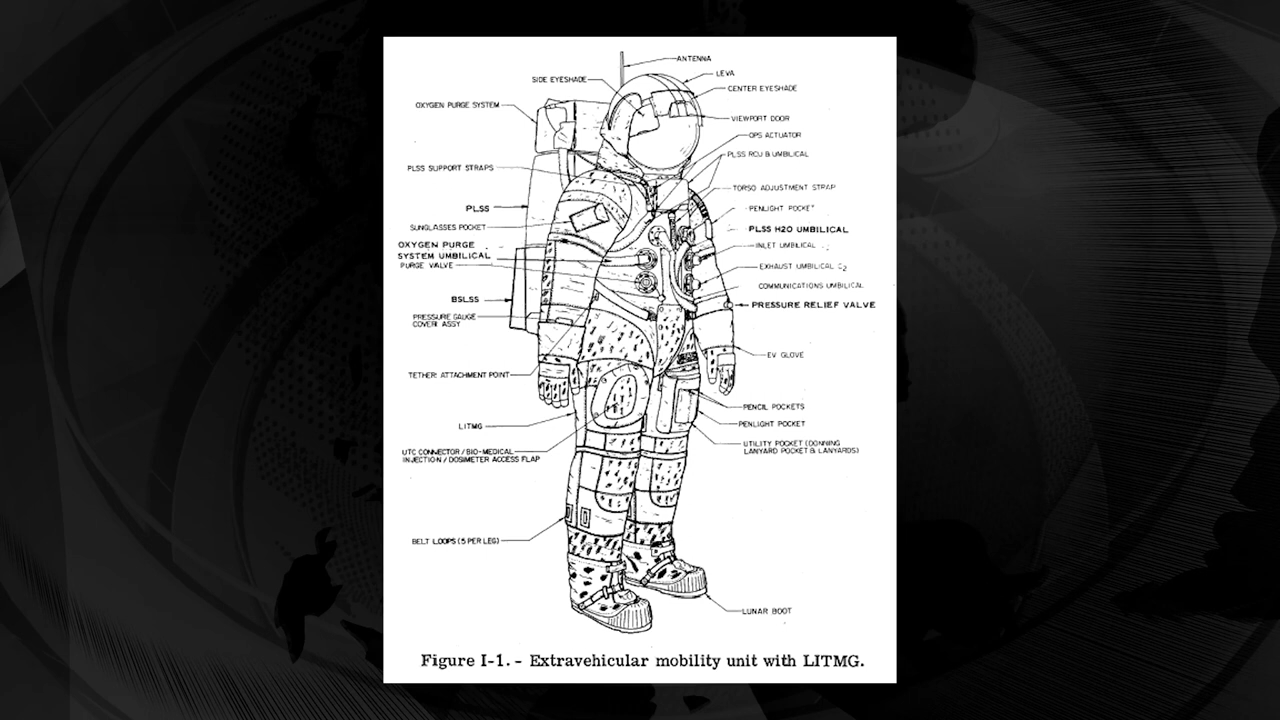 ANTENNA
LEVA
SIDE EYESHADE
CENTER EYESHADE
OXYGEN PURGE SYSTEM
VIEWPORT DOOR
OPS ACTUATOR
PLSS RCU & UMBILICAL
PLSS SUPPORT STRAPS
TORSO ADJUSTMENT STRAP
PLSS
PENLIGHT POCKET
SUNGLASSES POCKET
PLSS H2O UMBILICAL
OXYGEN PURGE
SYSTEM UMBILICAL
INLET UMBILICAL
PURGE VALVE
EXHAUST UMBILICAL
COMMUNICATIONS UMBILICAL
BSLSS
PRESSURE RELIEF VALVE
PRESSURE GAUGE
COVER ASSY
EV GLOVE
TETHER ATTACHMENT POINT
PENCIL POCKETS
LITMG
PENLIGHT POCKET
UTILITY POCKET (DONNING
LANYARD POCKET & LANYARDS)
UTC CONNECTOR / BIO-MEDICAL
INJECTION / DOSIMETER ACCESS FLAP
BELT LOOPS (5 PER LEG)
LUNAR BOOT
Figure I-1. - Extravehicular mobility unit with LITMG.